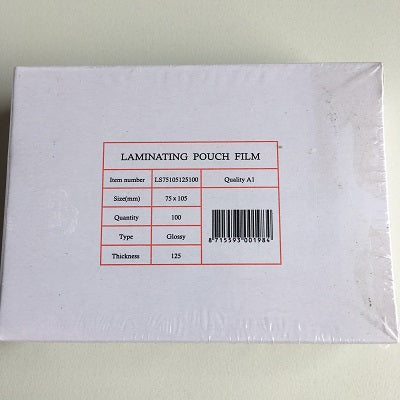 LAMINATING POUCH FILM
Item number LS75105125100 Quality A1
Size(mm) 75 x 105
Quantity 100
Type Glossy
Thickness 125
8 715593 001984